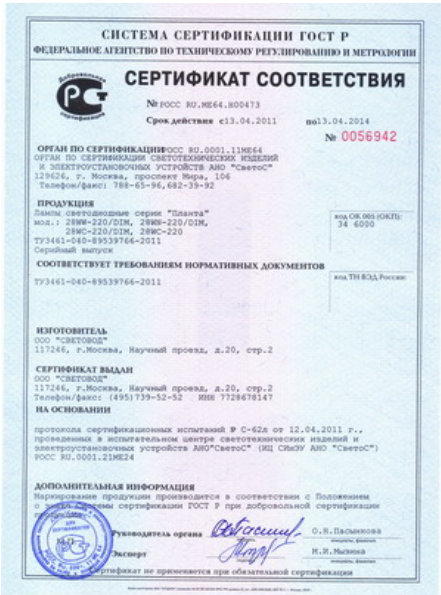 СИСТЕМА СЕРТИФИКАЦИИ ГОСТ Р
ФЕДЕРАЛЬНОЕ АГЕНТСТВО ПО ТЕХНИЧЕСКОМУ РЕГУЛИРОВАНИЮ И МЕТРОЛОГИИ
Добровольная
сертификация
СЕРТИФИКАТ СООТВЕТСТВИЯ
№ РОСС RU.МЕ64.Н00473
Срок действия с13.04.2011 по13.04.2014
№ 0056942
ОРГАН ПО СЕРТИФИКАЦИИРОСС RU.0001.11МЕ64
ОРГАН ПО СЕРТИФИКАЦИИ СВЕТОТЕХНИЧЕСКИХ ИЗДЕЛИЙ
И ЭЛЕКТРОУСТАНОВОЧНЫХ УСТРОЙСТВ АНО "СветоС"
129626, г. Москва, проспект Мира, 106
Телефон/факс: 788-65-96,682-39-92
ПРОДУКЦИЯ
Лампы светодиодные серии "Планта"
мод.: 28WW-220/DIM, 28WN-220/DIM,
28WC-220/DIM, 28WC-220
ТУ3461-040-89539766-2011
Серийный выпуск
код ОК 005 (ОКП):
34 6000
СООТВЕТСТВУЕТ ТРЕБОВАНИЯМ НОРМАТИВНЫХ ДОКУМЕНТОВ
ТУ3461-040-89539766-2011
код ТН ВЭД России:
ИЗГОТОВИТЕЛЬ
ООО "СВЕТОВОД"
117246, г.Москва, Научный проезд, д.20, стр.2
СЕРТИФИКАТ ВЫДАН
ООО "СВЕТОВОД"
117246, г.Москва, Научный проезд, д.20, стр.2
Телефон/факс: (495)739-52-52 ИНН 7728678147
НА ОСНОВАНИИ
протокола сертификационных испытаний № С-62л от 12.04.2011 г.,
проведенных в испытательном центре светотехнических изделий и
электроустановочных устройств АНО"СветоС" (ИЦ СИиЭУ АНО "СветоС")
РОСС RU.0001.21МЕ24
ДОПОЛНИТЕЛЬНАЯ ИНФОРМАЦИЯ
Маркирование продукции производится в соответствии с Положением
о Системы сертификации ГОСТ Р при добровольной сертификации
Руководитель органа О.Н.Пасынкова
Эксперт М.И.Мызина
М.П.
Сертификат не применяется при обязательной сертификации